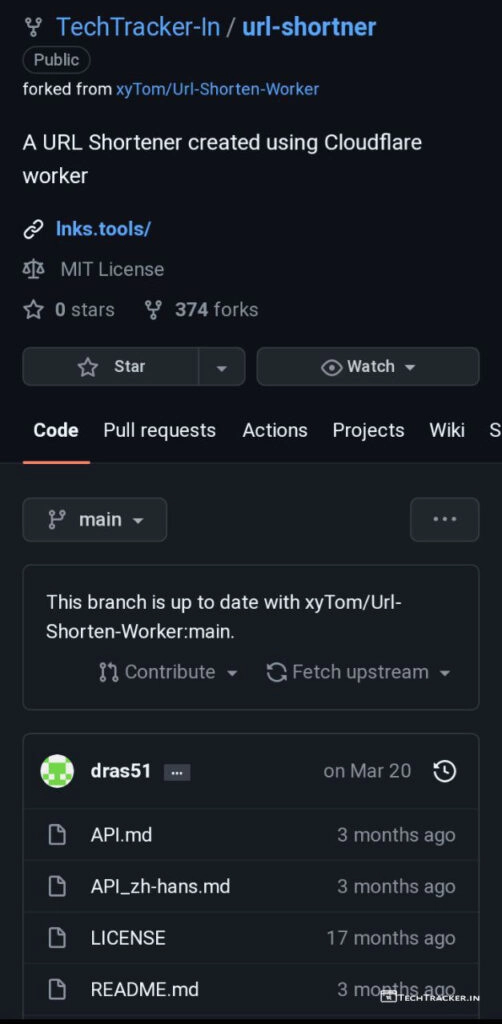 TechTracker-In / url-shortner
Public
forked from xyTom/Url-Shorten-Worker
A URL Shortener created using Cloudflare
worker
lnks.tools/
MIT License
0 stars 374 forks
Star Watch
Code Pull requests Actions Projects Wiki S
main
This branch is up to date with xyTom/Url-
Shorten-Worker:main.
Contribute Fetch upstream
dras51 ... on Mar 20
API.md 3 months ago
API_zh-hans.md 3 months ago
LICENSE 17 months ago
README.md 3 months ago
TECHTRACKER.IN